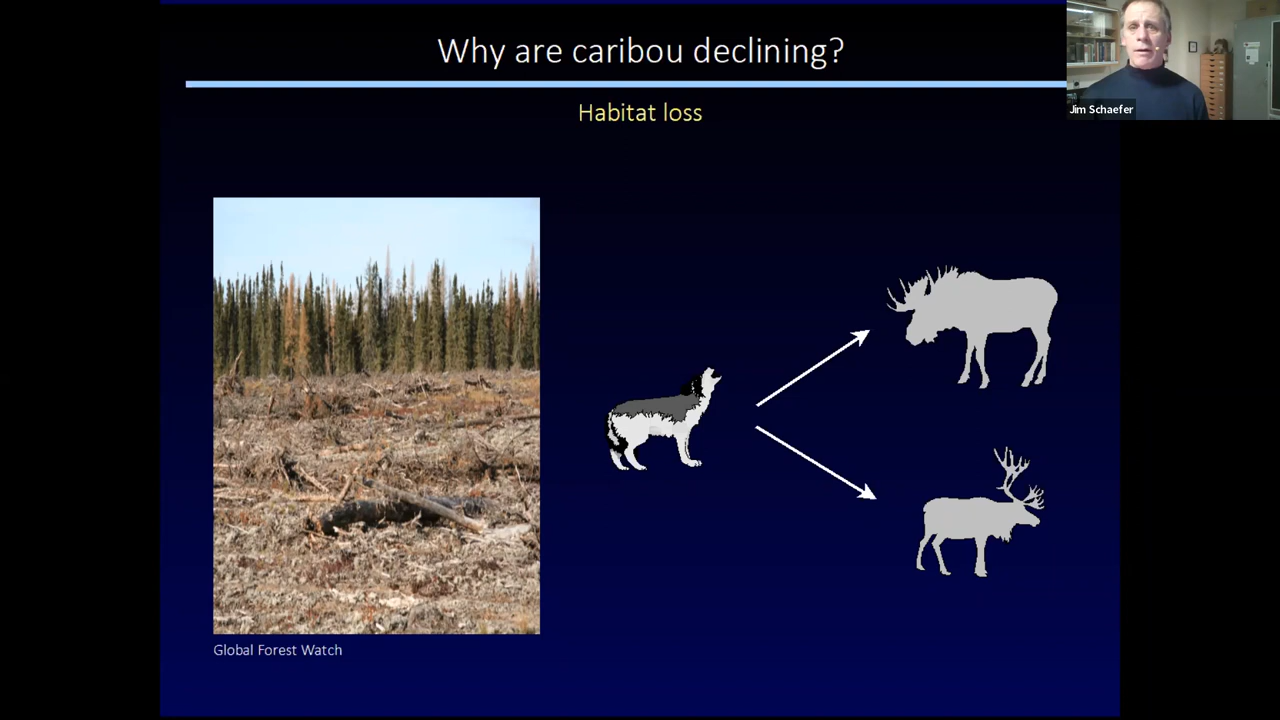 Why are caribou declining?
Habitat loss
Jim Schaefer
Global Forest Watch